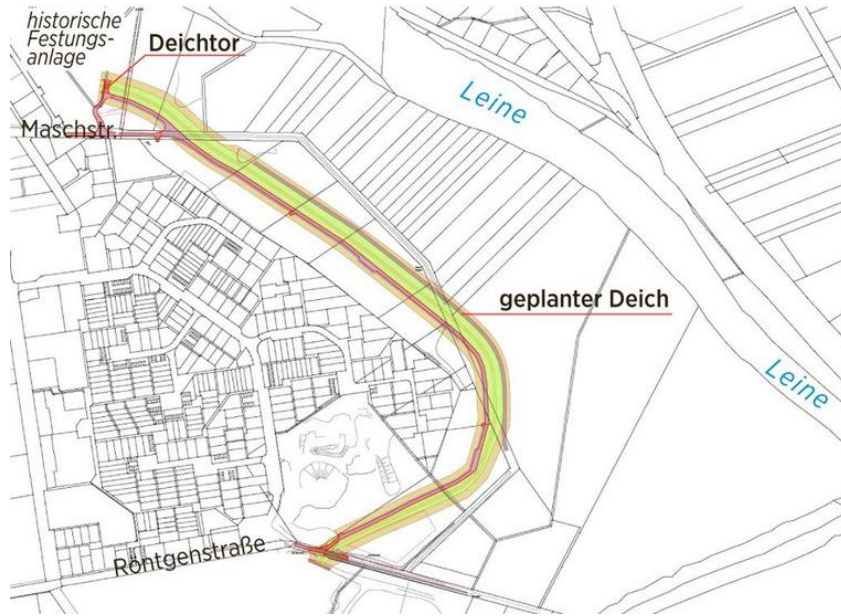 historische
Festungs-
anlage
Deichtor
Leine
Maschstr.
geplanter Deich
Leine
Röntgenstraße